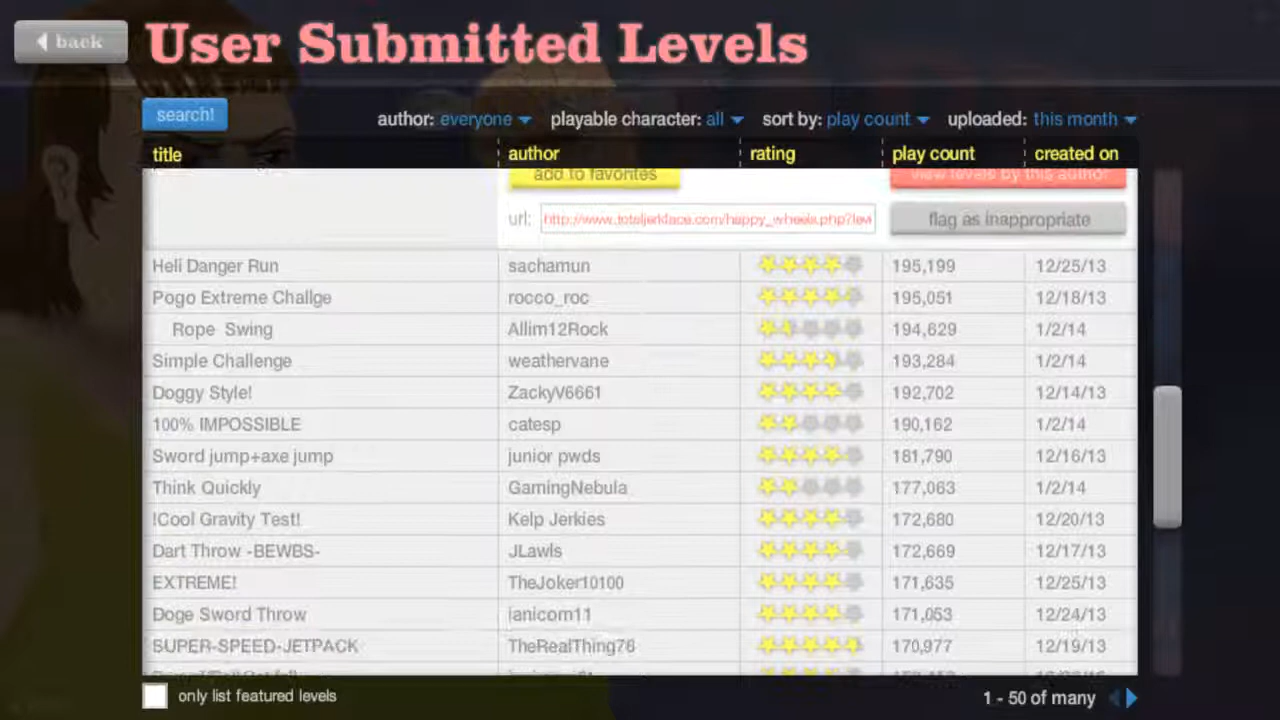 back
User Submitted Levels
search!
author: everyone playable character: all sort by: play count uploaded: this month
title author rating play count created on
add to favorites view levels by this author
url: http://www.totaljerkface.com/happy_wheels.php?lev flag as inappropriate
Heli Danger Run sachamun 195,199 12/25/13
Pogo Extreme Challge rocco_roc 195,051 12/18/13
Rope Swing Allim12Rock 194,629 1/2/14
Simple Challenge weathervane 193,284 1/2/14
Doggy Style! ZackyV6661 192,702 12/14/13
100% IMPOSSIBLE catesp 190,162 1/2/14
Sword jump+axe jump junior pwds 181,790 12/16/13
Think Quickly GamingNebula 177,063 1/2/14
!Cool Gravity Test! Kelp Jerkies 172,680 12/20/13
Dart Throw -BEWBS- JLawls 172,669 12/17/13
EXTREME! TheJoker10100 171,635 12/25/13
Doge Sword Throw ianicom11 171,053 12/24/13
SUPER-SPEED-JETPACK TheRealThing76 170,977 12/19/13
only list featured levels 1 - 50 of many